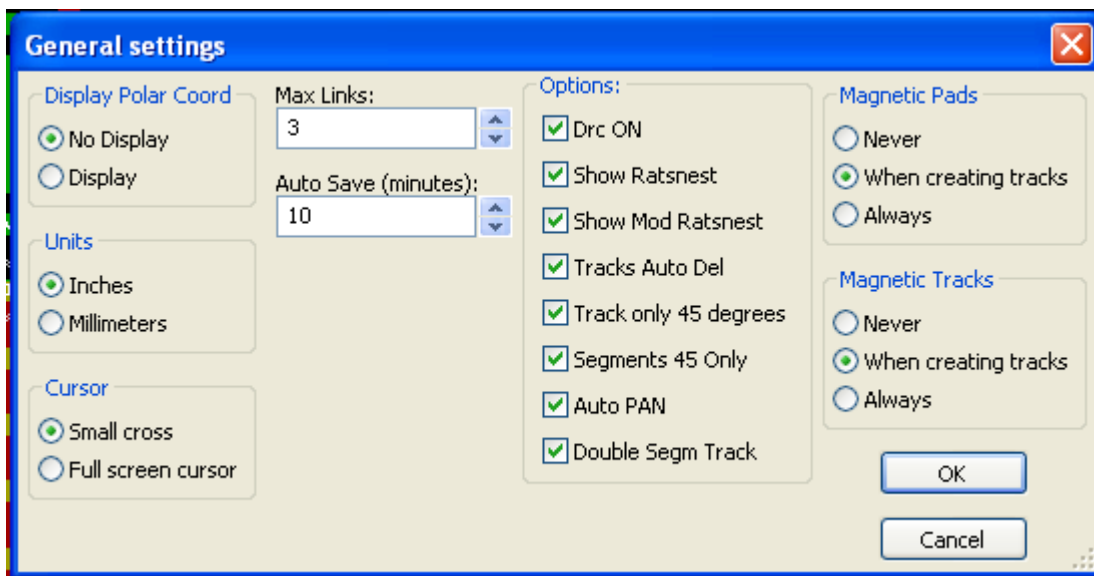 General settings
Display Polar Coord
No Display
Display
Units
Inches
Millimeters
Cursor
Small cross
Full screen cursor
Max Links:
3
Auto Save (minutes):
10
Options:
Drc ON
Show Ratsnest
Show Mod Ratsnest
Tracks Auto Del
Track only 45 degrees
Segments 45 Only
Auto PAN
Double Segm Track
Magnetic Pads
Never
When creating tracks
Always
Magnetic Tracks
Never
When creating tracks
Always
OK
Cancel